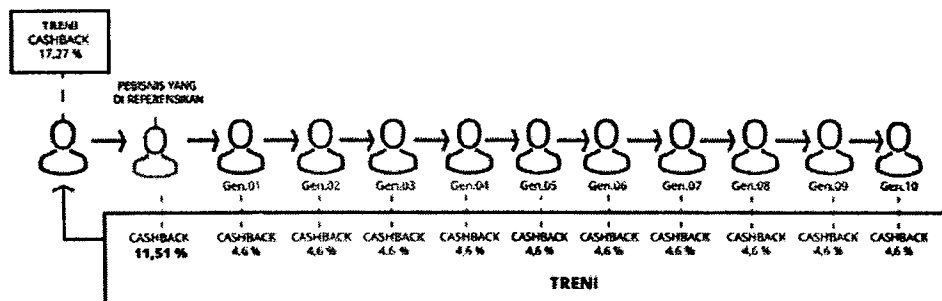 TRENI
CASHBACK
17,27 %
PEBISNIS YANG
DI REFERENSIKAN
Gen.01 Gen.02 Gen.03 Gen.04 Gen.05 Gen.06 Gen.07 Gen.08 Gen.09 Gen.10
CASHBACK CASHBACK CASHBACK CASHBACK CASHBACK CASHBACK CASHBACK CASHBACK CASHBACK CASHBACK CASHBACK
11,51 % 4,6 % 4,6 % 4,6 % 4,6 % 4,6 % 4,6 % 4,6 % 4,6 % 4,6 % 4,6 %
TRENI